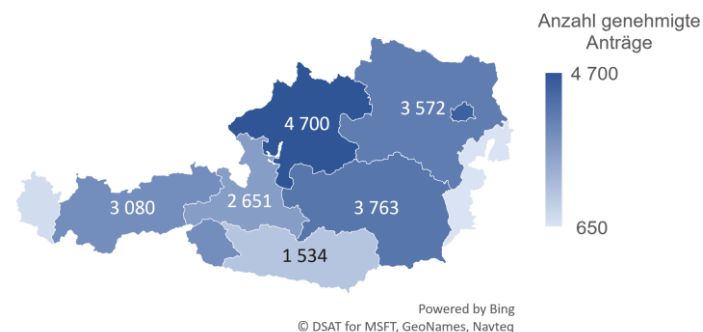 Anzahl genehmigte
Anträge
4 700
650
4 700
3 572
3 080
2 651
3 763
1 534
Powered by Bing
© DSAT for MSFT, GeoNames, Navteq